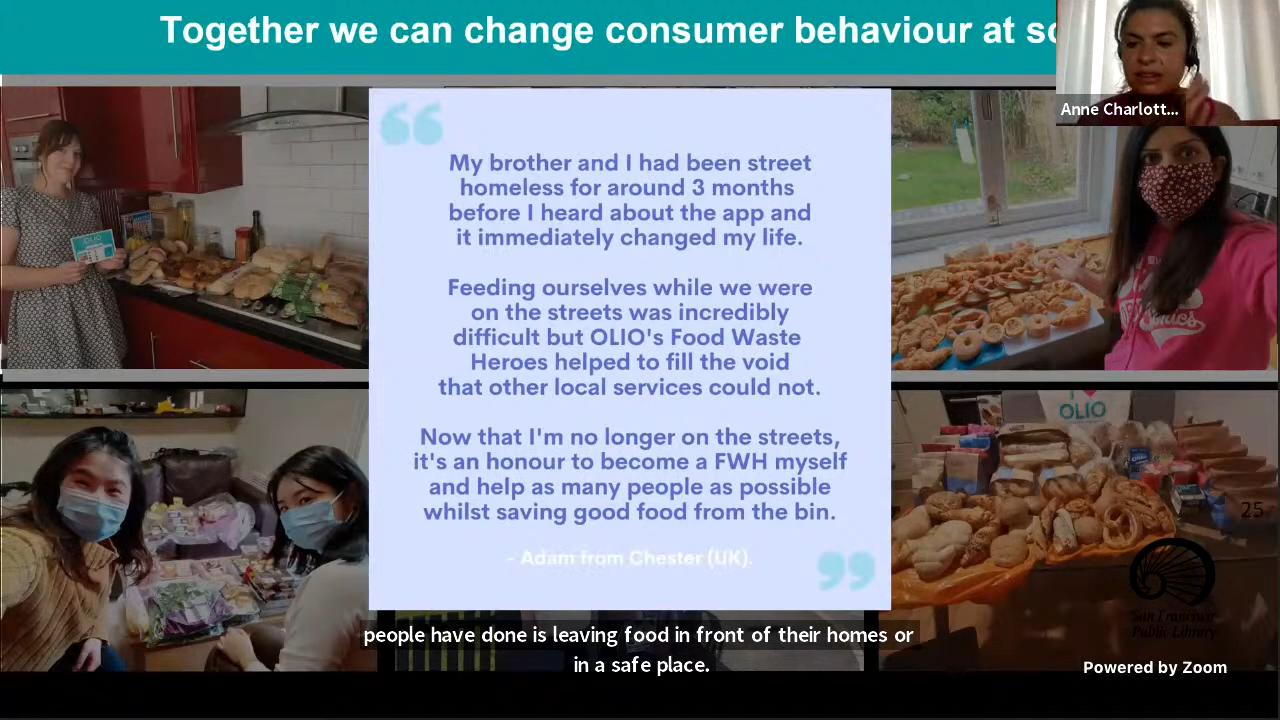 Together we can change consumer behaviour at sc
Anne Charlott...
My brother and I had been street
homeless for around 3 months
before I heard about the app and
it immediately changed my life.
Feeding ourselves while we were
on the streets was incredibly
difficult but OLIO's Food Waste
Heroes helped to fill the void
that other local services could not.
Now that I'm no longer on the streets,
it's an honour to become a FWH myself
and help as many people as possible
whilst saving good food from the bin.
- Adam from Chester (UK).
OLIO
OLIO
25
San Francisco
Public Library
people have done is leaving food in front of their homes or
in a safe place.
Powered by Zoom